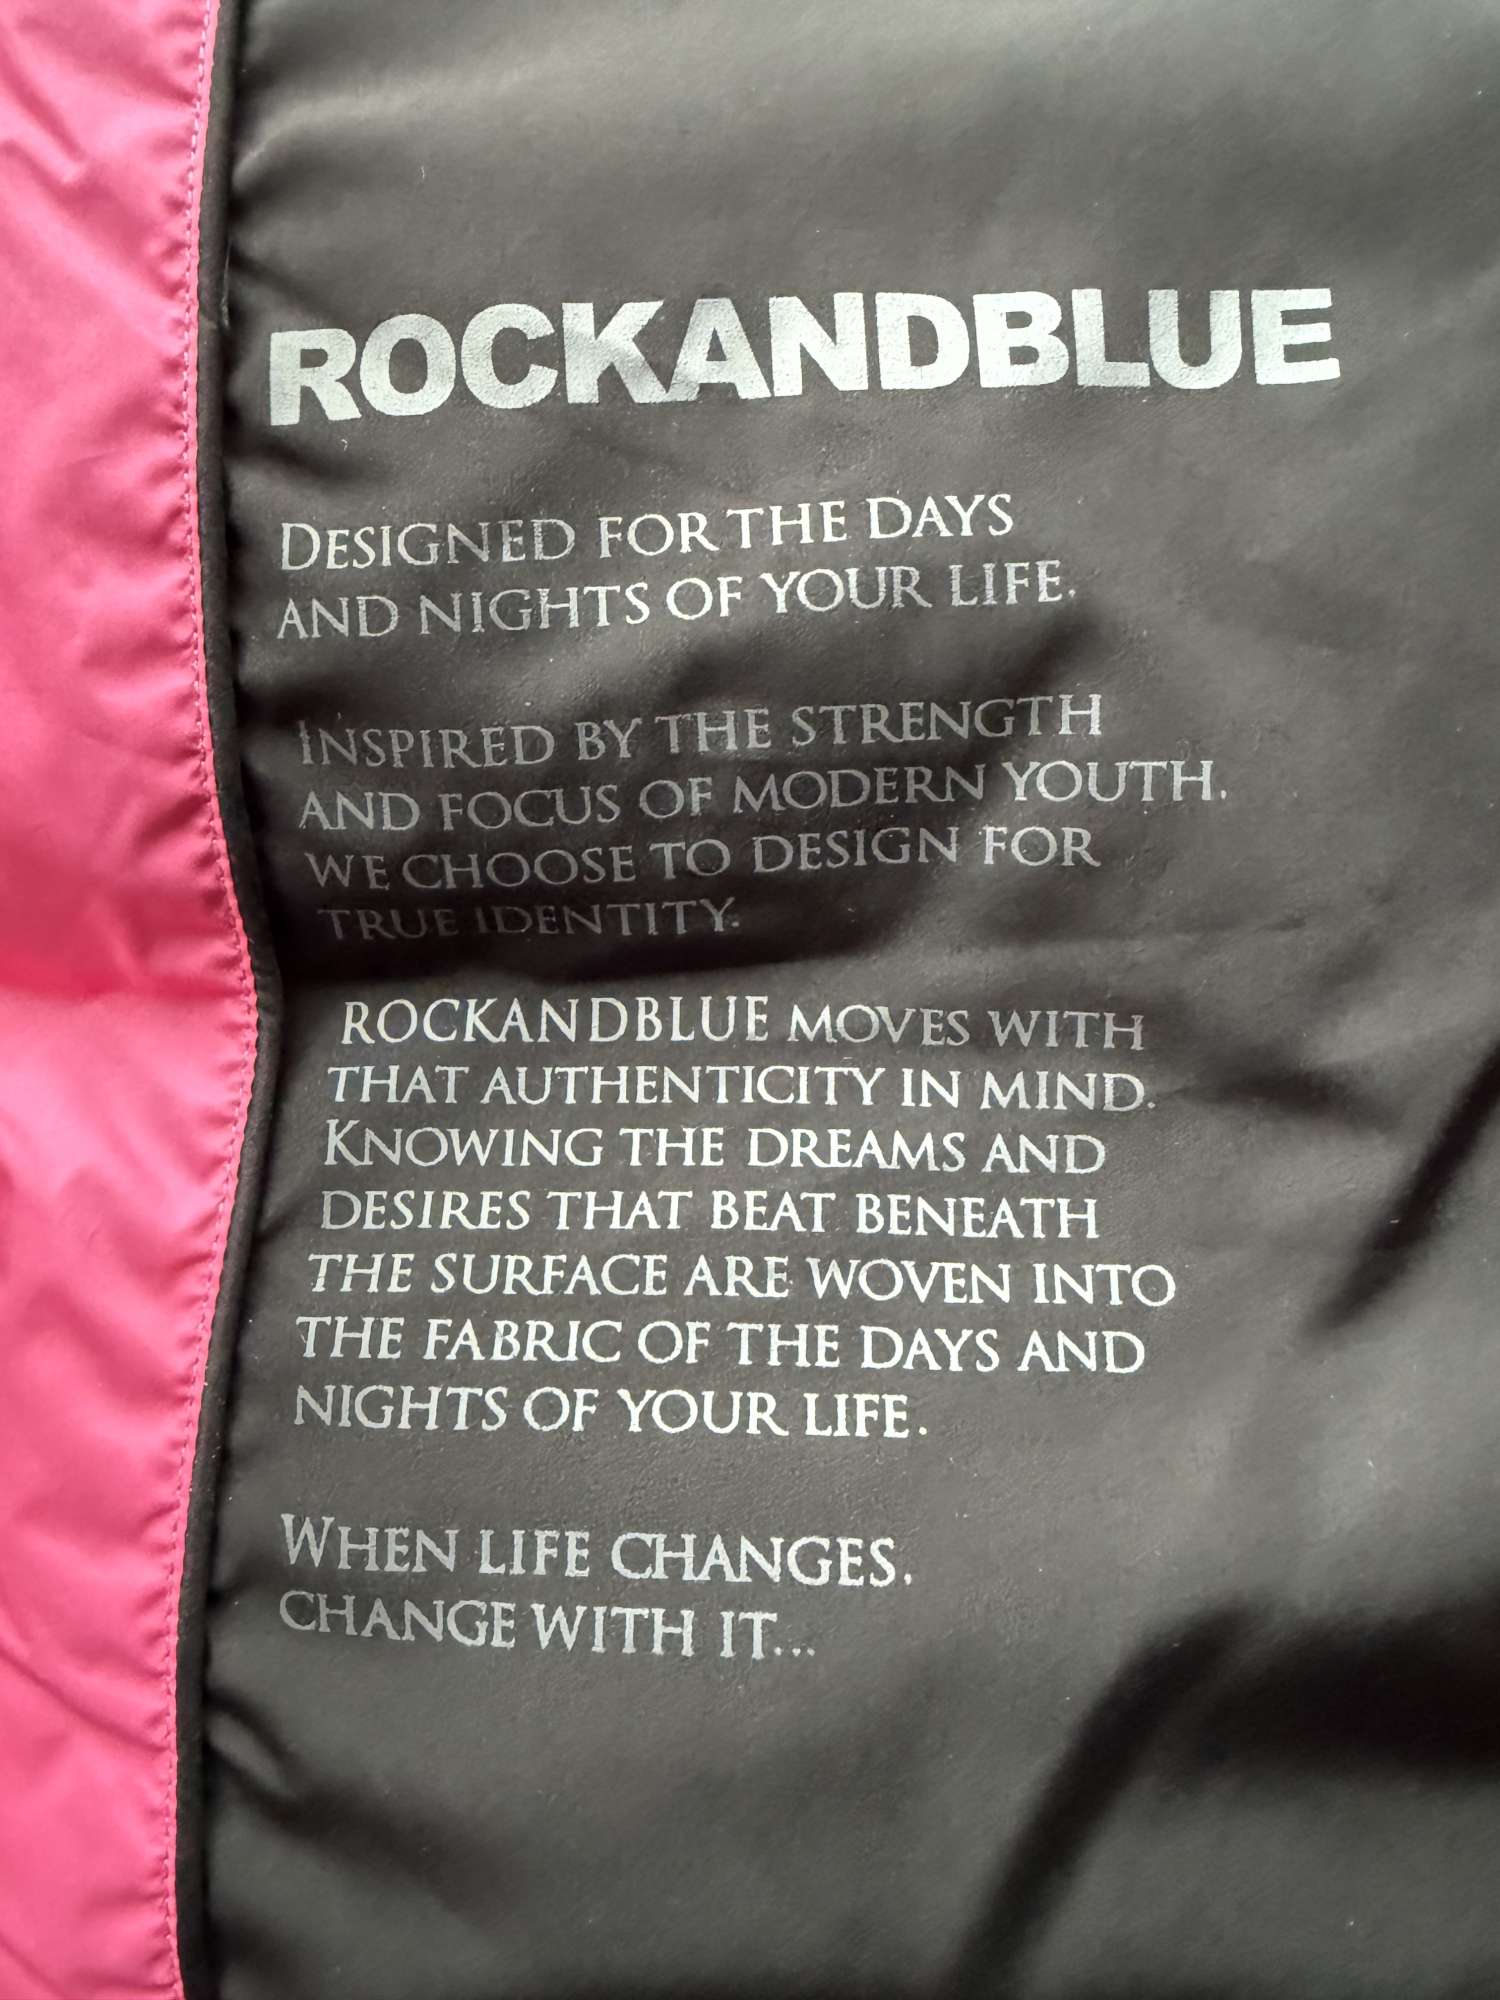 ROCKANDBLUE
DESIGNED FOR THE DAYS
AND NIGHTS OF YOUR LIFE.
INSPIRED BY THE STRENGTH
AND FOCUS OF MODERN YOUTH.
WE CHOOSE TO DESIGN FOR
TRUE IDENTITY.
ROCKANDBLUE MOVES WITH
THAT AUTHENTICITY IN MIND.
KNOWING THE DREAMS AND
DESIRES THAT BEAT BENEATH
THE SURFACE ARE WOVEN INTO
THE FABRIC OF THE DAYS AND
NIGHTS OF YOUR LIFE.
WHEN LIFE CHANGES.
CHANGE WITH IT...